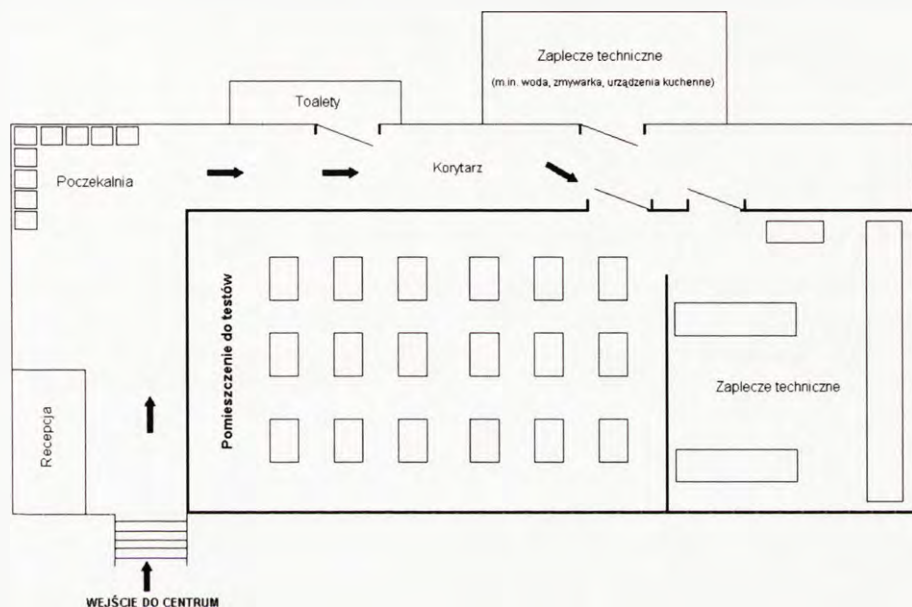 Zaplecze techniczne
(m.in. woda, zmywarka, urządzenia kuchenne)
Toalety
Poczekalnia
Korytarz
Pomieszczenie do testów
Zaplecze techniczne
Recepcja
WEJŚCIE DO CENTRUM